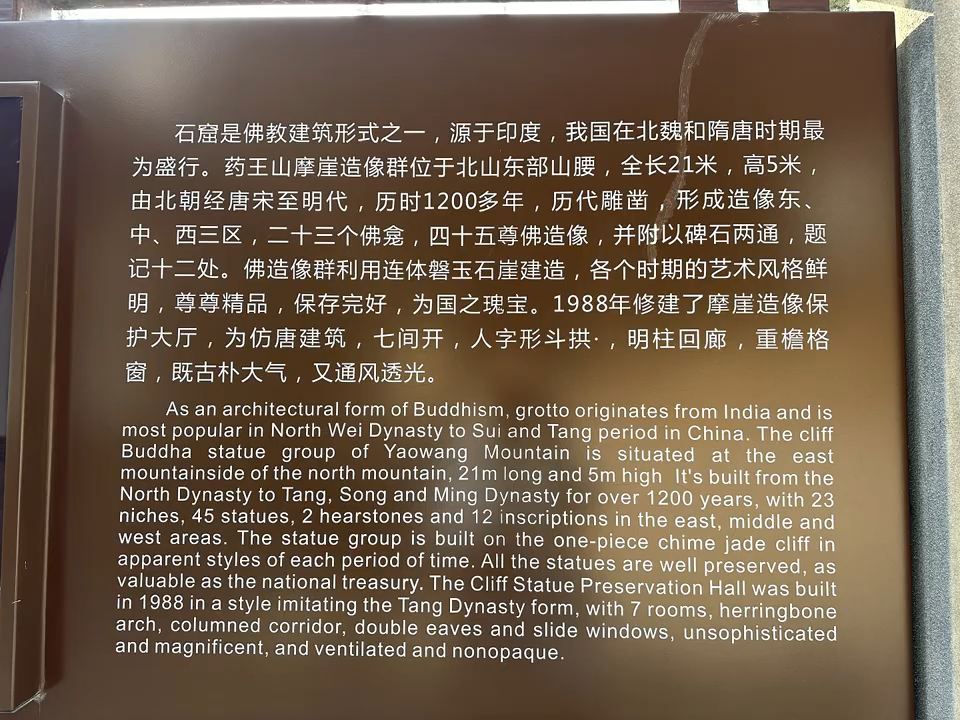 石窟是佛教建筑形式之一，源于印度，我国在北魏和隋唐时期最
为盛行。药王山摩崖造像群位于北山东部山腰，全长21米，高5米，
由北朝经唐宋至明代，历时1200多年，历代雕凿，形成造像东、
中、西三区，二十三个佛龛，四十五尊佛造像，并附以碑石两通，题
记十二处。佛造像群利用连体磐玉石崖建造，各个时期的艺术风格鲜
明，尊尊精品，保存完好，为国之瑰宝。1988年修建了摩崖造像保
护大厅，为仿唐建筑，七间开，人字形斗拱·，明柱回廊，重檐格
窗，既古朴大气，又通风透光。
As an architectural form of Buddhism, grotto originates from India and is
most popular in North Wei Dynasty to Sui and Tang period in China. The cliff
Buddha statue group of Yaowang Mountain is situated at the east
mountainside of the north mountain, 21m long and 5m high It's built from the
North Dynasty to Tang, Song and Ming Dynasty for over 1200 years, with 23
niches, 45 statues, 2 hearstones and 12 inscriptions in the east, middle and
west areas. The statue group is built on the one-piece chime jade cliff in
apparent styles of each period of time. All the statues are well preserved, as
valuable as the national treasury. The Cliff Statue Preservation Hall was built
in 1988 in a style imitating the Tang Dynasty form, with 7 rooms, herringbone
arch, columned corridor, double eaves and slide windows, unsophisticated
and magnificent, and ventilated and nonopaque.